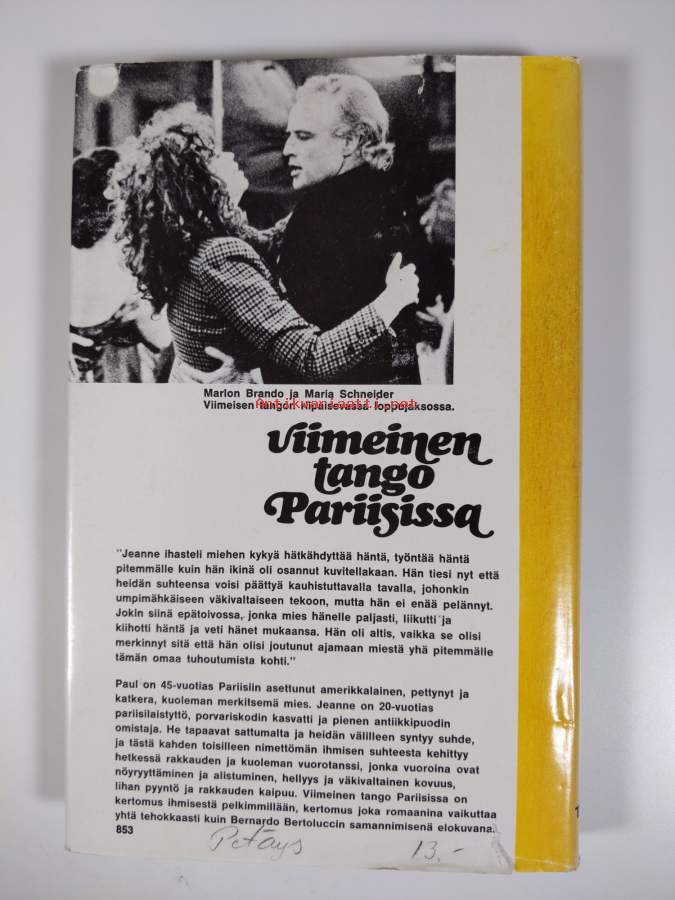 Marlon Brando ja Maria Schneider
Viimeisen tangon riipaisevassa loppujaksossa.
antikvariaatti.net
Viimeinen
tango
Pariisissa
"Jeanne ihasteli miehen kykyä hätkähdyttää häntä, työntää häntä
pitemmälle kuin hän ikinä oli osannut kuvitellakaan. Hän tiesi nyt että
heidän suhteensa voisi päättyä kauhistuttavalla tavalla, johonkin
umpimähkäiseen väkivaltaiseen tekoon, mutta hän ei enää pelännyt.
Jokin siinä epätoivossa, jonka mies hänelle paljasti, liikutti ja
kiihotti häntä ja veti hänet mukaansa. Hän oli altis, vaikka se olisi
merkinnyt sitä että hän olisi joutunut ajamaan miestä yhä pitemmälle
tämän omaa tuhoutumista kohti."
Paul on 45-vuotias Pariisiin asettunut amerikkalainen, pettynyt ja
katkera, kuoleman merkitsemä mies. Jeanne on 20-vuotias
pariisilaistyttö, porvariskodin kasvatti ja pienen antiikkipuodin
omistaja. He tapaavat sattumalta ja heidän välilleen syntyy suhde,
ja tästä kahden toisilleen nimettömän ihmisen suhteesta kehittyy
hetkessä rakkauden ja kuoleman vuorotanssi, jonka vuoroina ovat
nöyryyttäminen ja alistuminen, hellyys ja väkivaltainen kovuus,
lihan pyyntö ja rakkauden kaipuu. Viimeinen tango Pariisissa on
kertomus ihmisestä pelkimmillään, kertomus joka romaanina vaikuttaa
yhtä tehokkaasti kuin Bernardo Bertoluccin samannimisenä elokuvana.
853
Petäys 13,-
1